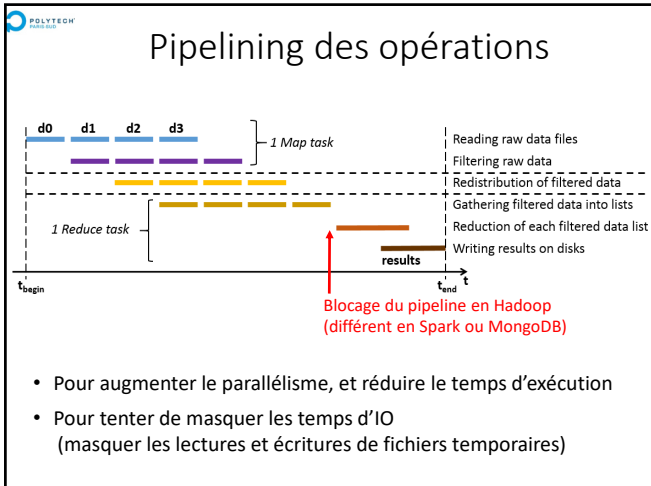 POLYTECH'
PARIS-SUD
Pipelining des opérations
d0 d1 d2 d3
1 Map task
Reading raw data files
Filtering raw data
Redistribution of filtered data
Gathering filtered data into lists
1 Reduce task
Reduction of each filtered data list
Writing results on disks
results
tbegin
tend
t
Blocage du pipeline en Hadoop
(différent en Spark ou MongoDB)
• Pour augmenter le parallélisme, et réduire le temps d'exécution
• Pour tenter de masquer les temps d'IO
(masquer les lectures et écritures de fichiers temporaires)